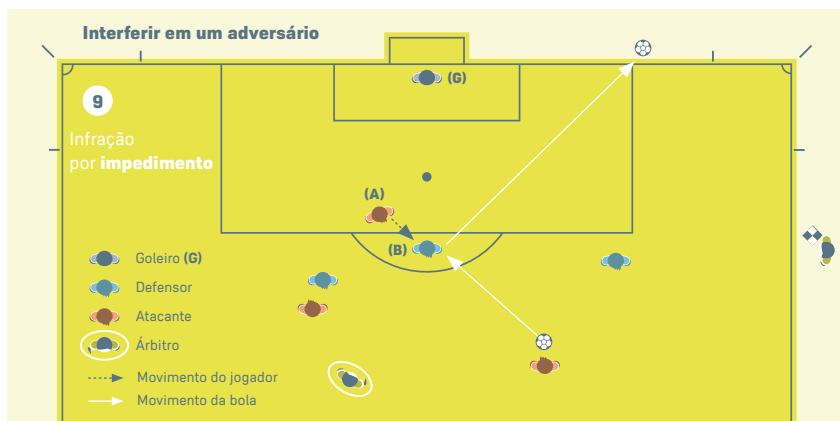 Interferir em um adversário
(G)
9
Infração
por impedimento
(A)
(B)
Goleiro (G)
Defensor
Atacante
Árbitro
Movimento do jogador
Movimento da bola